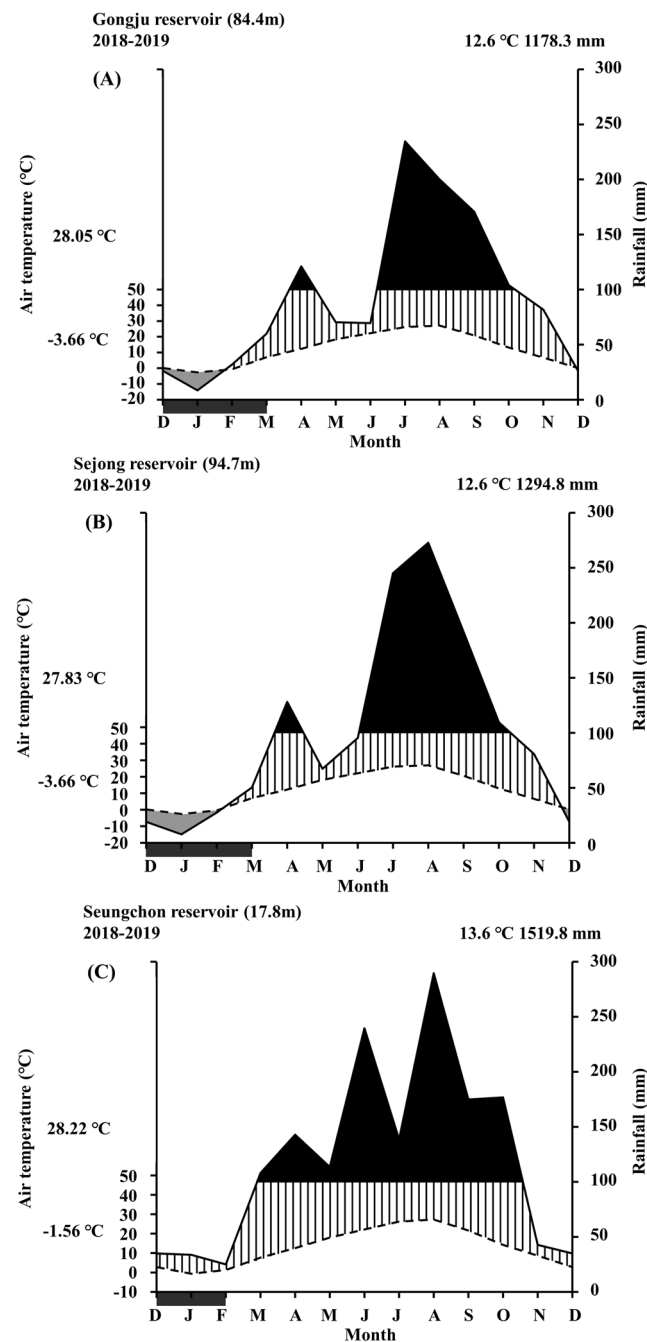 Gongju reservoir (84.4m)
2018-2019
12.6 °C 1178.3 mm
(A)
Air temperature (°C)
28.05 °C
-3.66 °C
50
40
30
20
10
0
-10
-20
300
250
200
150
100
50
0
Rainfall (mm)
D J F M A M J J A S O N D
Month
Sejong reservoir (94.7m)
2018-2019
12.6 °C 1294.8 mm
(B)
Air temperature (°C)
27.83 °C
-3.66 °C
50
40
30
20
10
0
-10
-20
300
250
200
150
100
50
0
Rainfall (mm)
D J F M A M J J A S O N D
Month
Seungchon reservoir (17.8m)
2018-2019
13.6 °C 1519.8 mm
(C)
Air temperature (°C)
28.22 °C
-1.56 °C
50
40
30
20
10
0
-10
300
250
200
150
100
50
0
Rainfall (mm)
D J F M A M J J A S O N D
Month